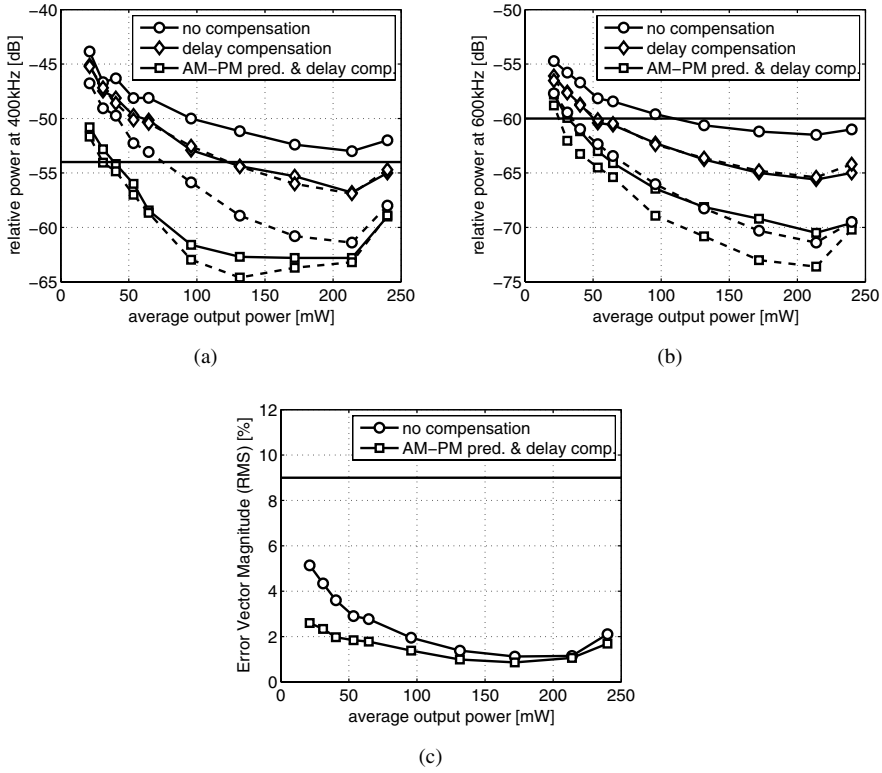 −40
−45
−50
−55
−60
−65
0
50
100
150
200
250
relative power at 400kHz [dB]
average output power [mW]
no compensation
delay compensation
AM−PM pred. & delay comp.
(a)
−50
−55
−60
−65
−70
−75
0
50
100
150
200
250
relative power at 600kHz [dB]
average output power [mW]
no compensation
delay compensation
AM−PM pred. & delay comp.
(b)
12
10
8
6
4
2
0
0
50
100
150
200
250
Error Vector Magnitude (RMS) [%]
average output power [mW]
no compensation
AM−PM pred. & delay comp.
(c)